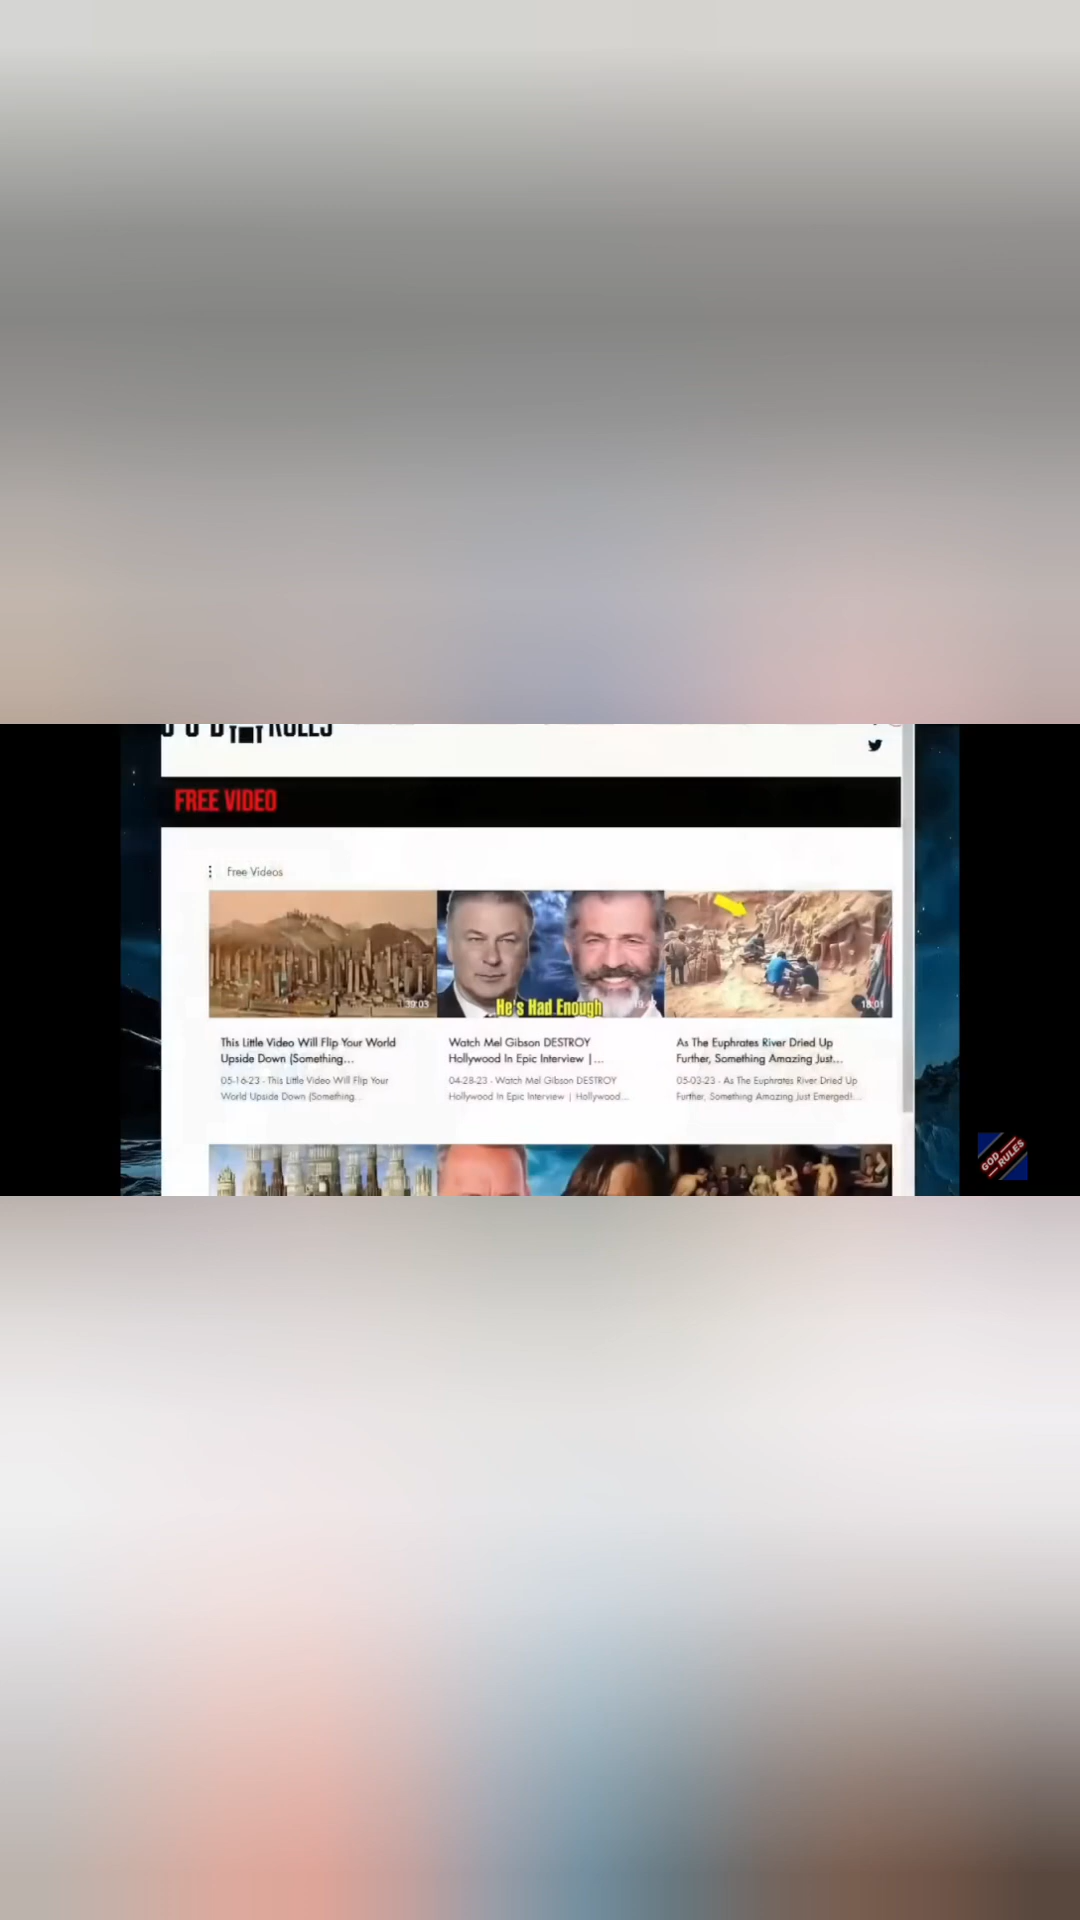 FREE VIDEO
Free Videos
1:39:03
He's Had Enough
18:01
This Little Video Will Flip Your World
Upside Down (Something...
05-16-23 - This Little Video Will Flip Your
World Upside Down (Something...
Watch Mel Gibson DESTROY
Hollywood In Epic Interview |...
04-28-23 - Watch Mel Gibson DESTROY
Hollywood In Epic Interview | Hollywood...
As The Euphrates River Dried Up
Further, Something Amazing Just...
05-03-23 - As The Euphrates River Dried Up
Further, Something Amazing Just Emerged!...
GOD
RULES